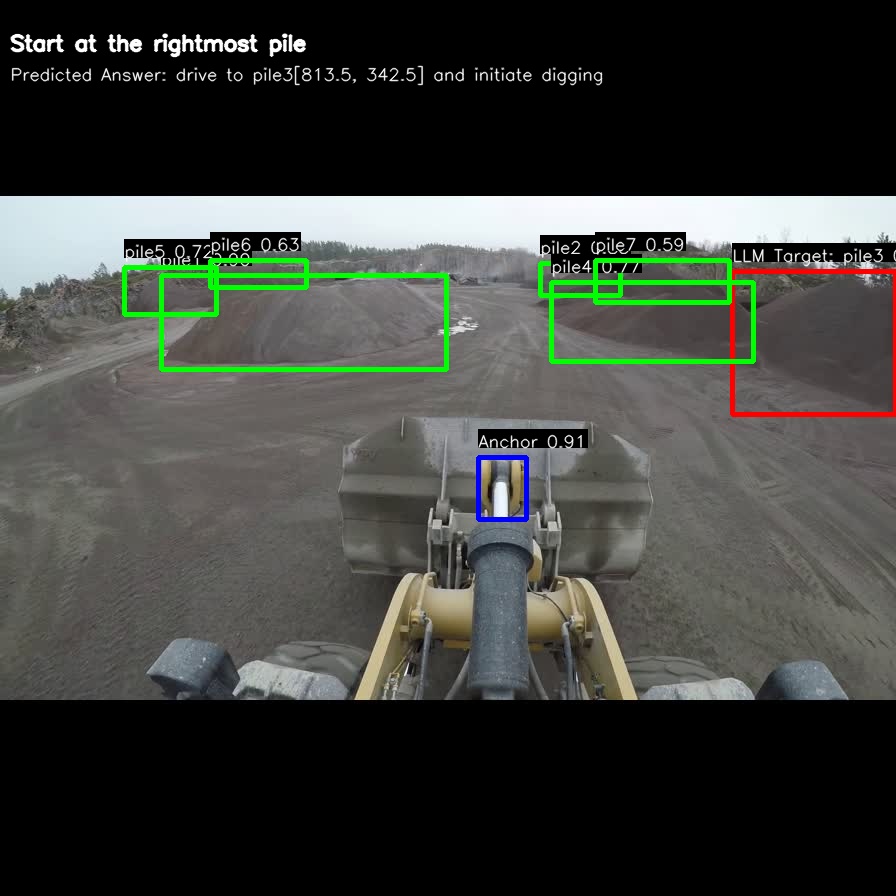 Start at the rightmost pile
Predicted Answer: drive to pile3[813.5, 342.5] and initiate digging
pile5 0.72
pile6 0.63
pile1
pile2
pile7 0.59
pile4 0.77
LLM Target: pile3
Anchor 0.91